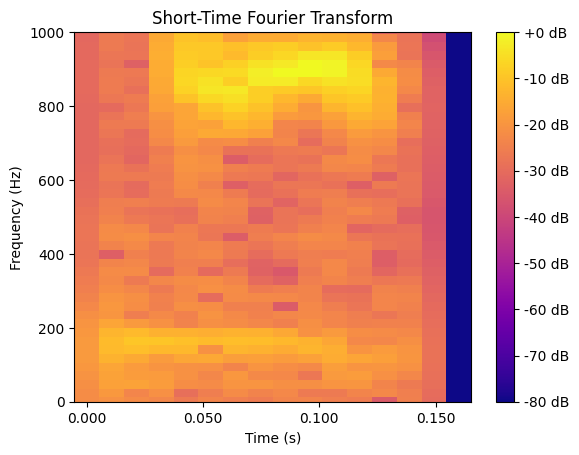 Short-Time Fourier Transform
1000
800
600
400
200
0
Frequency (Hz)
0.000
0.050
0.100
0.150
Time (s)
+0 dB
-10 dB
-20 dB
-30 dB
-40 dB
-50 dB
-60 dB
-70 dB
-80 dB